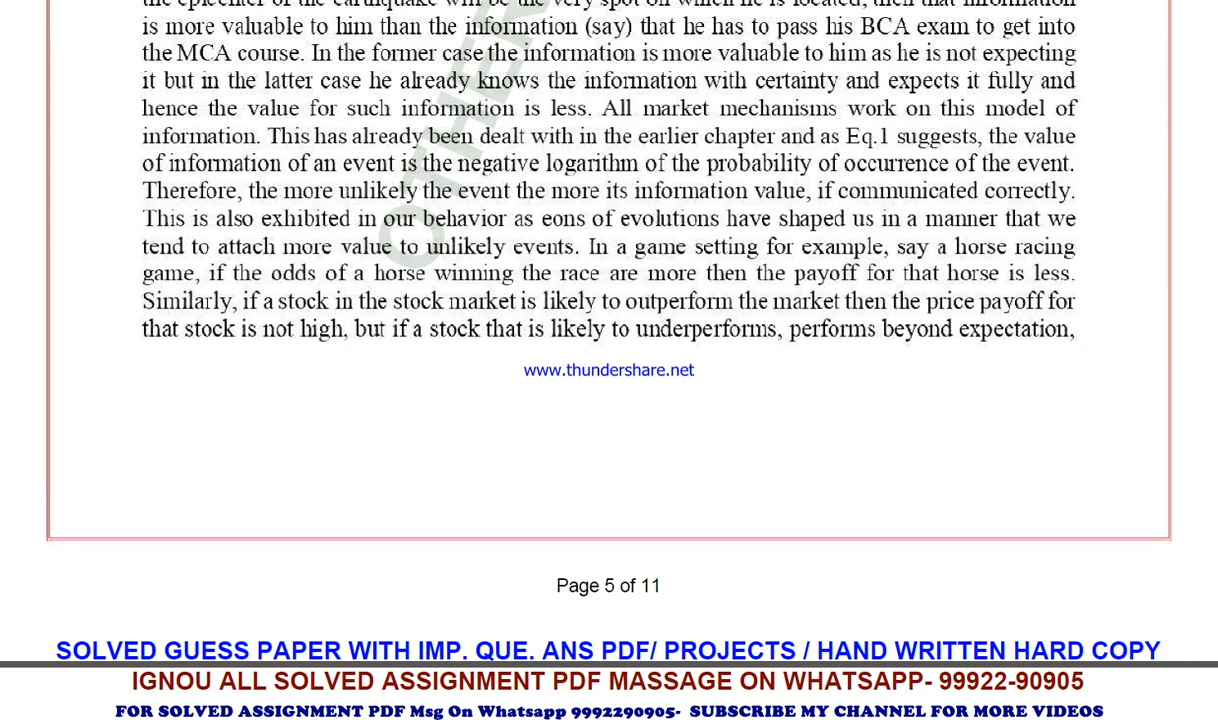 the epicenter of the earthquake will be the very spot on which he is located, then that information
is more valuable to him than the information (say) that he has to pass his BCA exam to get into
the MCA course. In the former case the information is more valuable to him as he is not expecting
it but in the latter case he already knows the information with certainty and expects it fully and
hence the value for such information is less. All market mechanisms work on this model of
information. This has already been dealt with in the earlier chapter and as Eq.1 suggests, the value
of information of an event is the negative logarithm of the probability of occurrence of the event.
Therefore, the more unlikely the event the more its information value, if communicated correctly.
This is also exhibited in our behavior as eons of evolutions have shaped us in a manner that we
tend to attach more value to unlikely events. In a game setting for example, say a horse racing
game, if the odds of a horse winning the race are more then the payoff for that horse is less.
Similarly, if a stock in the stock market is likely to outperform the market then the price payoff for
that stock is not high, but if a stock that is likely to underperforms, performs beyond expectation,
OTHER
www.thundershare.net
Page 5 of 11
SOLVED GUESS PAPER WITH IMP. QUE. ANS PDF/ PROJECTS / HAND WRITTEN HARD COPY
IGNOU ALL SOLVED ASSIGNMENT PDF MASSAGE ON WHATSAPP- 99922-90905
FOR SOLVED ASSIGNMENT PDF Msg On Whatsapp 9992290905- SUBSCRIBE MY CHANNEL FOR MORE VIDEOS